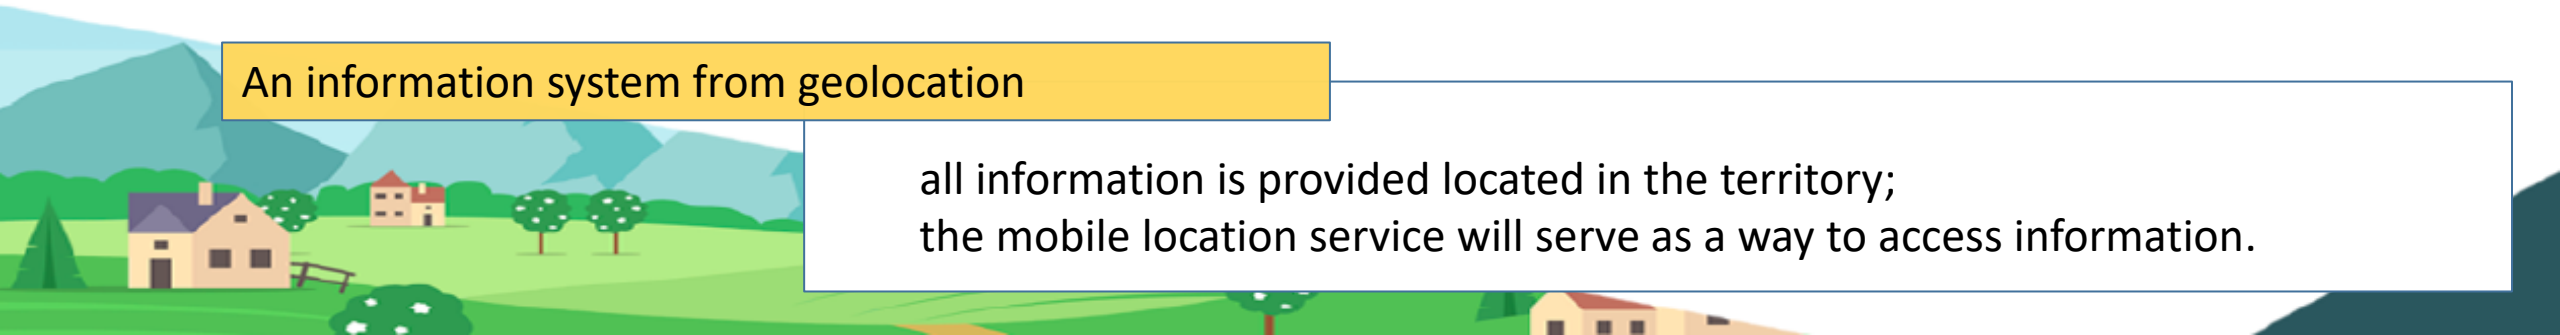 An information system from geolocation
all information is provided located in the territory;
the mobile location service will serve as a way to access information.